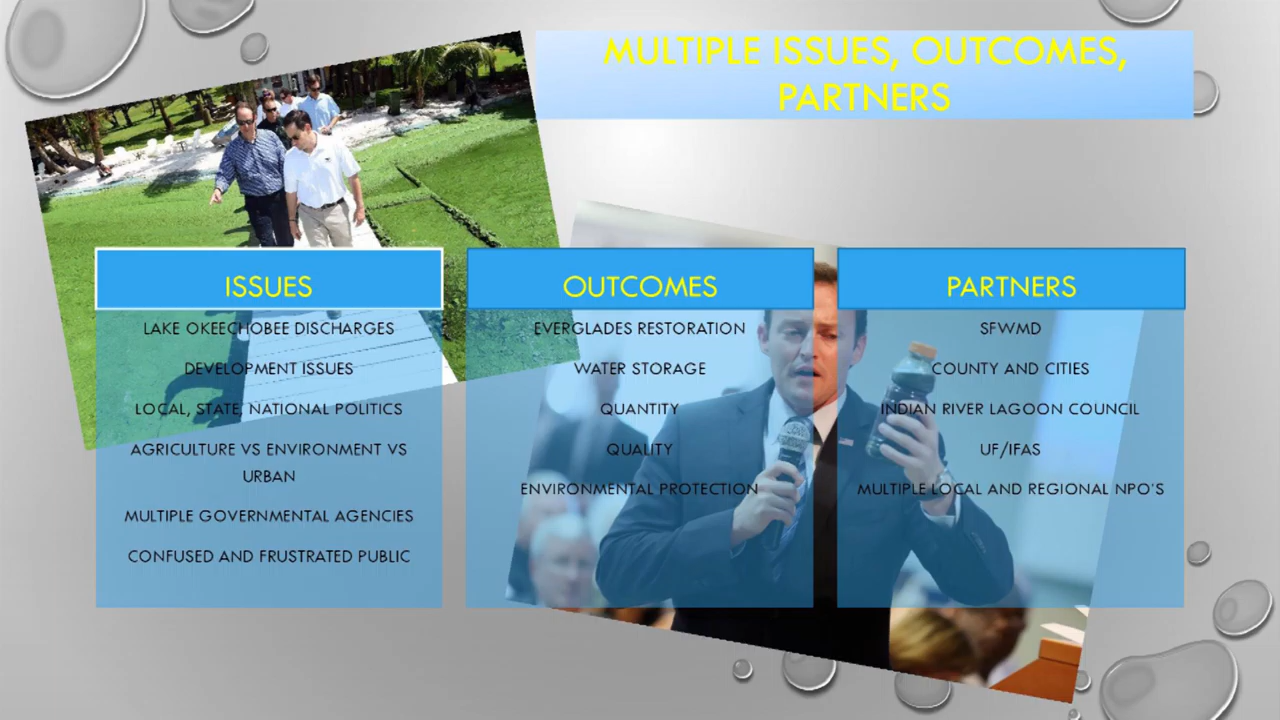 MULTIPLE ISSUES, OUTCOMES,
PARTNERS
ISSUES
LAKE OKEECHOBEE DISCHARGES
DEVELOPMENT ISSUES
LOCAL, STATE, NATIONAL POLITICS
AGRICULTURE VS ENVIRONMENT VS
URBAN
MULTIPLE GOVERNMENTAL AGENCIES
CONFUSED AND FRUSTRATED PUBLIC
OUTCOMES
EVERGLADES RESTORATION
WATER STORAGE
QUANTITY
QUALITY
ENVIRONMENTAL PROTECTION
PARTNERS
SFWMD
COUNTY AND CITIES
INDIAN RIVER LAGOON COUNCIL
UF/IFAS
MULTIPLE LOCAL AND REGIONAL NPO'S